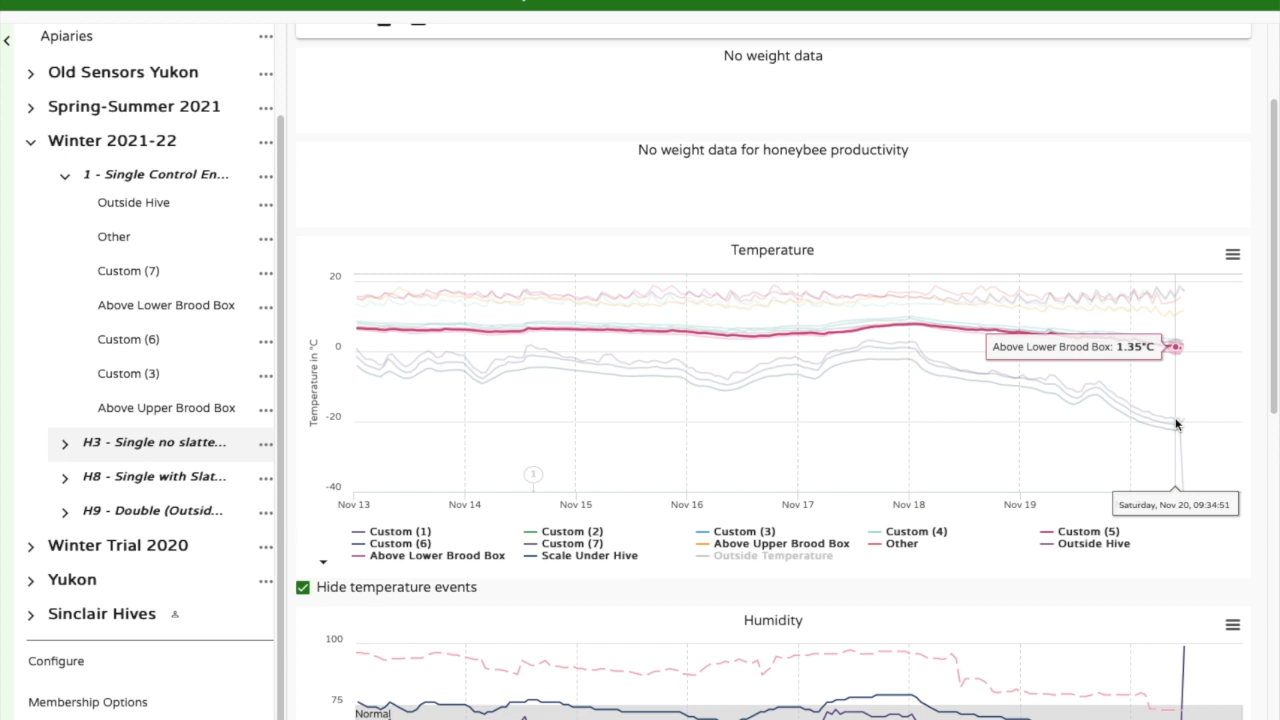 Apiaries
Old Sensors Yukon
Spring-Summer 2021
Winter 2021-22
1 - Single Control En...
Outside Hive
Other
Custom (7)
Above Lower Brood Box
Custom (6)
Custom (3)
Above Upper Brood Box
H3 - Single no slatte...
H8 - Single with Slat...
H9 - Double (Outsid...
Winter Trial 2020
Yukon
Sinclair Hives
Configure
Membership Options
No weight data
No weight data for honeybee productivity
Temperature
Temperature in °C
20
0
-20
-40
Above Lower Brood Box: 1.35°C
1
Nov 13 Nov 14 Nov 15 Nov 16 Nov 17 Nov 18 Nov 19
Saturday, Nov 20, 09:34:51
Custom (1) Custom (2) Custom (3) Custom (4) Custom (5)
Custom (6) Custom (7) Above Upper Brood Box Other Outside Hive
Above Lower Brood Box Scale Under Hive Outside Temperature
Hide temperature events
Humidity
100
75
Normal